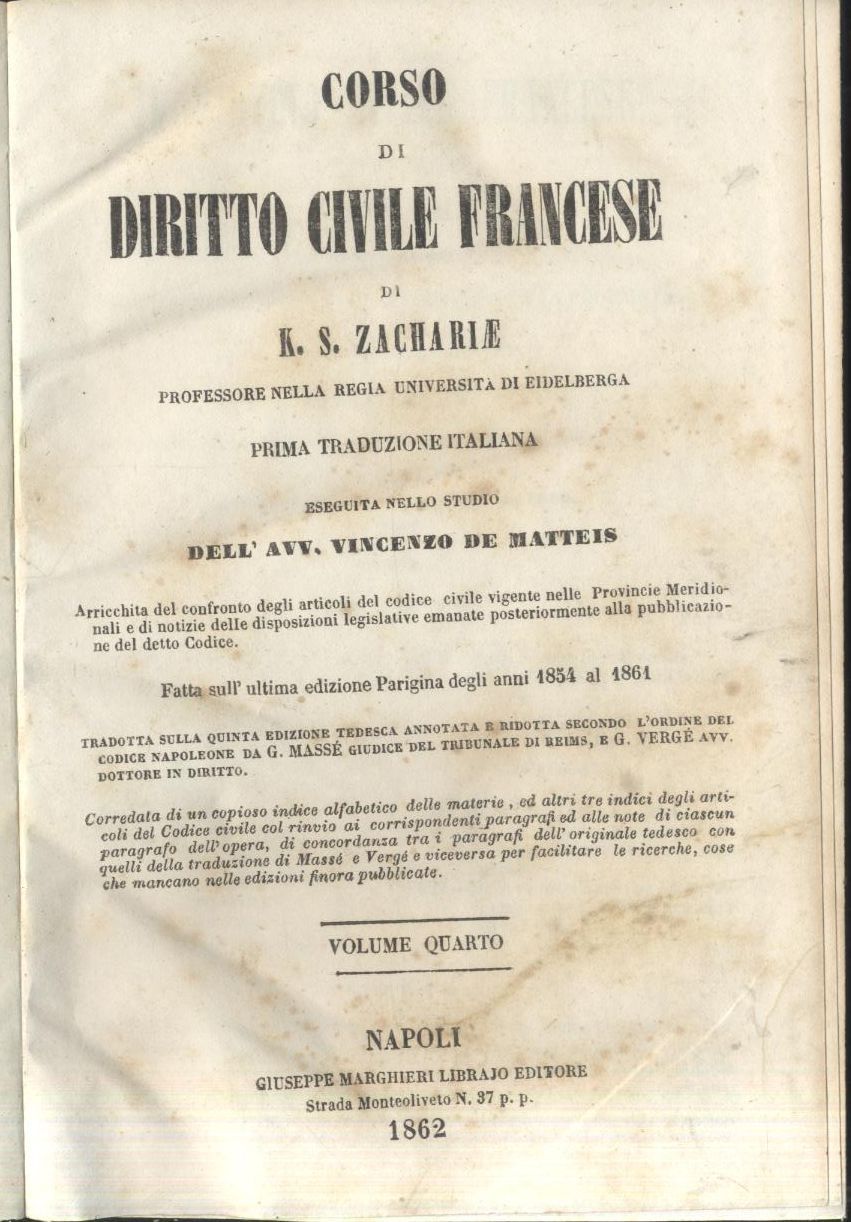 CORSO
DI
DIRITTO CIVILE FRANCESE
DI
K. S. ZACHARIÆ
PROFESSORE NELLA REGIA UNIVERSITÀ DI EIDELBERGA
PRIMA TRADUZIONE ITALIANA
ESEGUITA NELLO STUDIO
DELL' AVV. VINCENZO DE MATTEIS
Arricchita del confronto degli articoli del codice civile vigente nelle Provincie Meridio-
nali e di notizie delle disposizioni legislative emanate posteriormente alla pubblicazio-
ne del detto Codice.
Fatta sull' ultima edizione Parigina degli anni 1854 al 1861
TRADOTTA SULLA QUINTA EDIZIONE TEDESCA ANNOTATA E RIDOTTA SECONDO L'ORDINE DEL
CODICE NAPOLEONE DA G. MASSÉ GIUDICE DEL TRIBUNALE DI REIMS, E G. VERGÉ AVV.
DOTTORE IN DIRITTO.
Corredata di un copioso indice alfabetico delle materie, ed altri tre indici degli arti-
coli del Codice civile col rinvio ai corrispondenti paragrafi ed alle note di ciascun
paragrafo dell'opera, di concordanza tra i paragrafi dell'originale tedesco con
quelli della traduzione di Massé e Vergé e viceversa per facilitare le ricerche, cose
che mancano nelle edizioni finora pubblicate.
VOLUME QUARTO
NAPOLI
GIUSEPPE MARGHIERI LIBRAJO EDITORE
Strada Monteoliveto N. 37 p. p.
1862